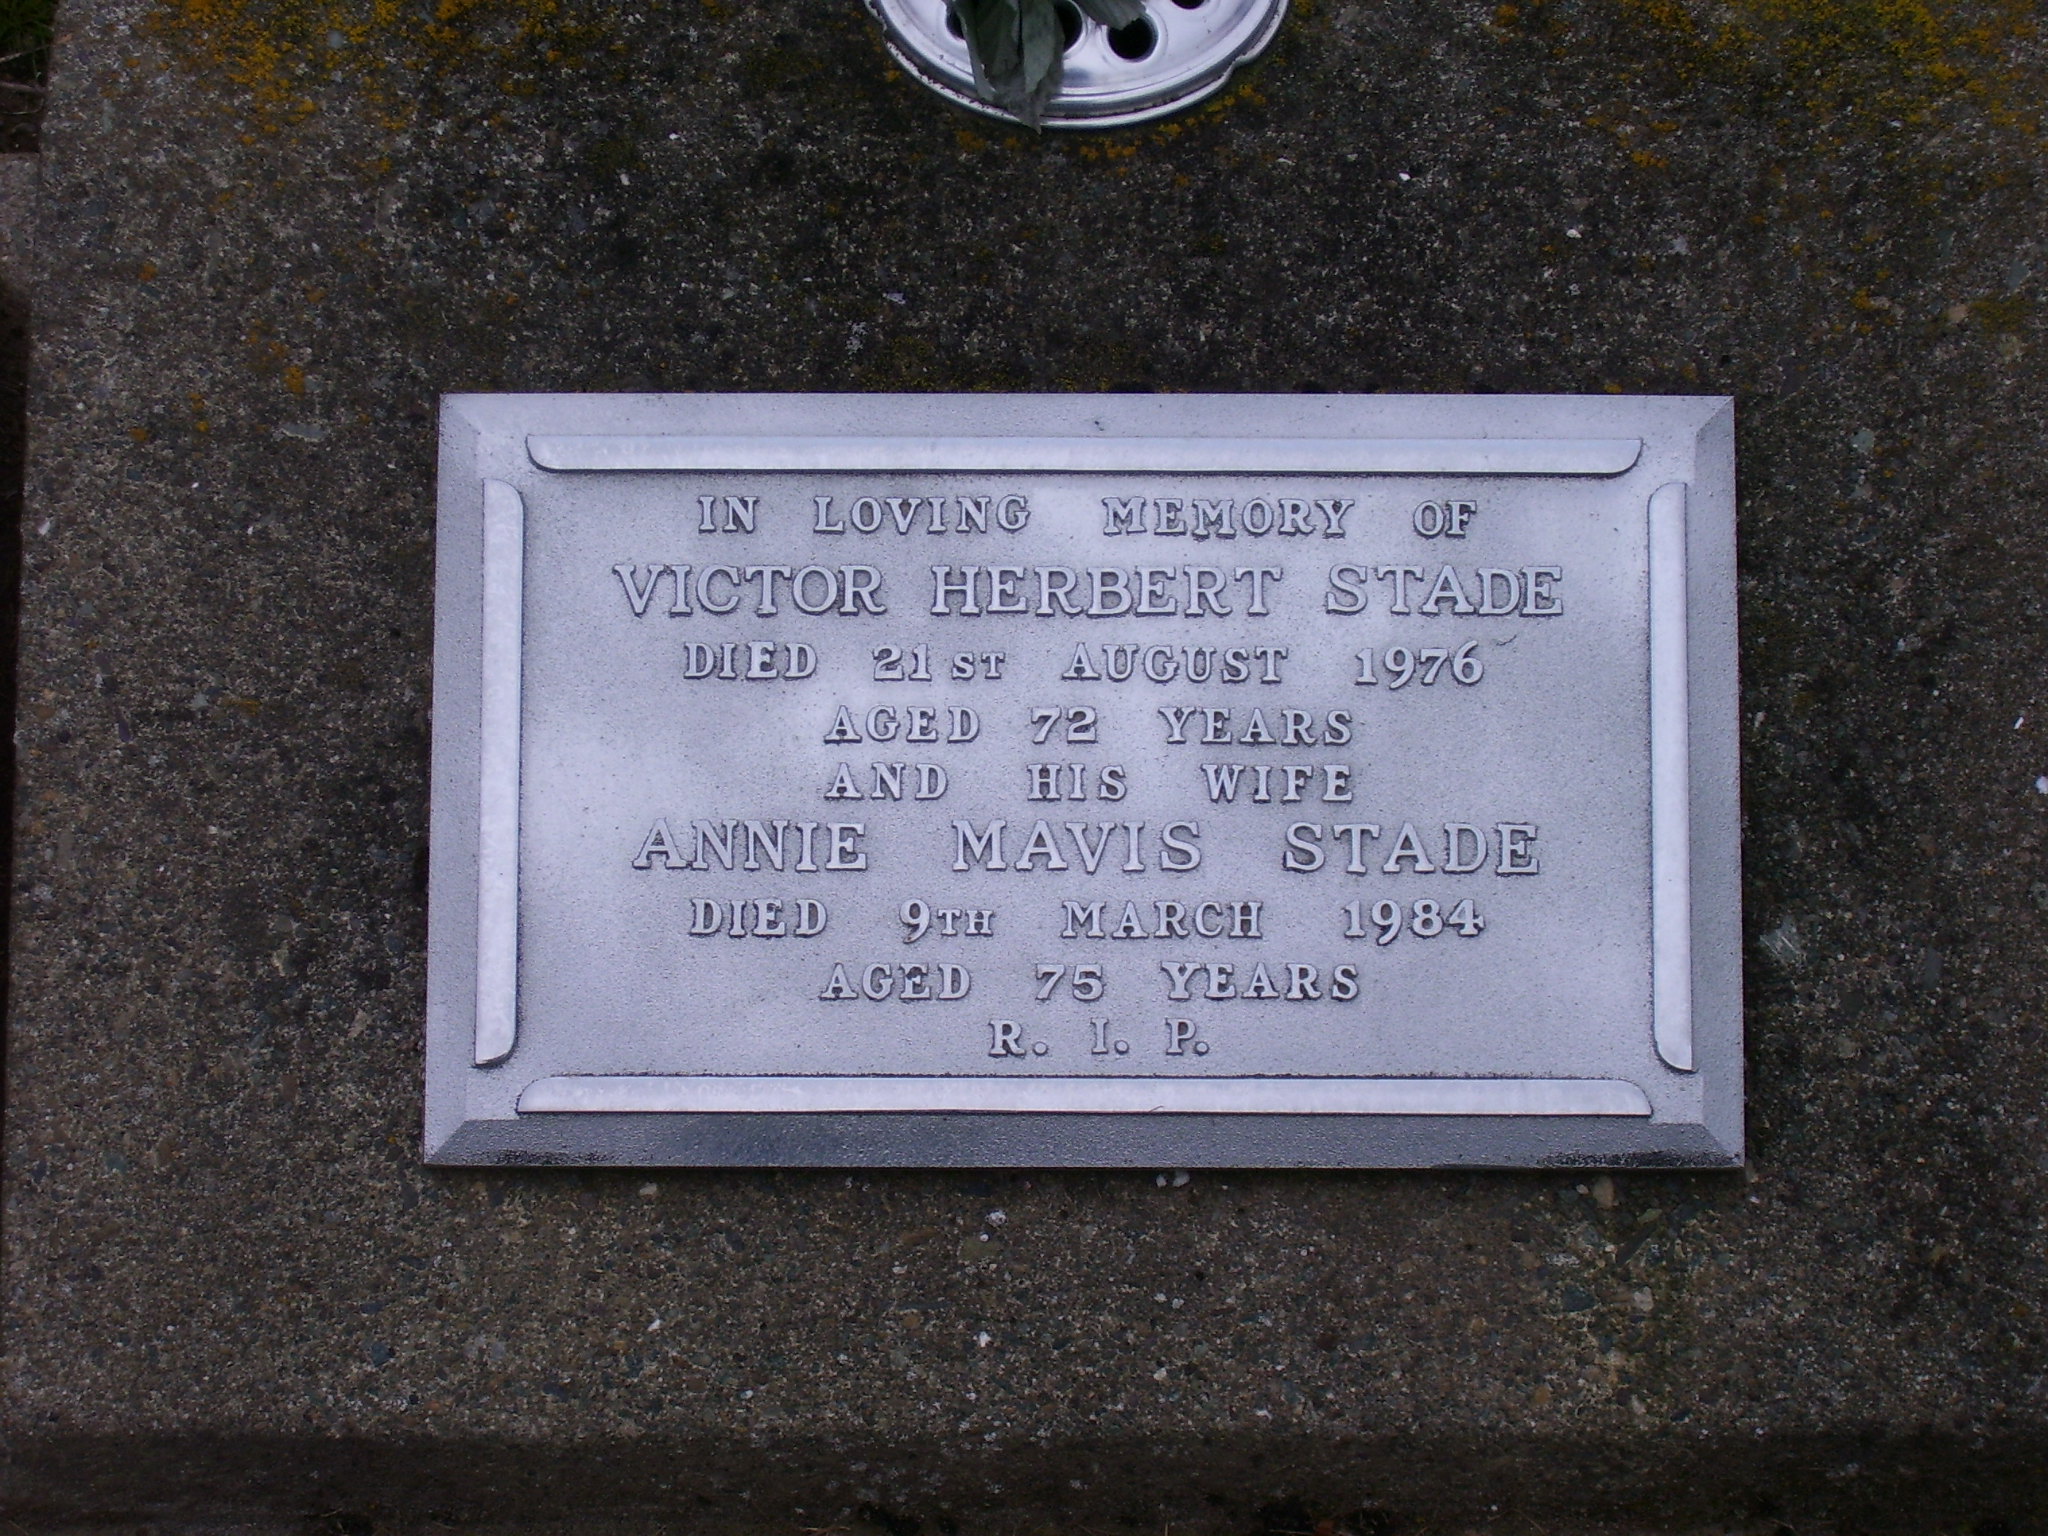 IN LOVING MEMORY OF
VICTOR HERBERT STADE
DIED 21ST AUGUST 1976
AGED 72 YEARS
AND HIS WIFE
ANNIE MAVIS STADE
DIED 9TH MARCH 1984
AGED 75 YEARS
R. I. P.